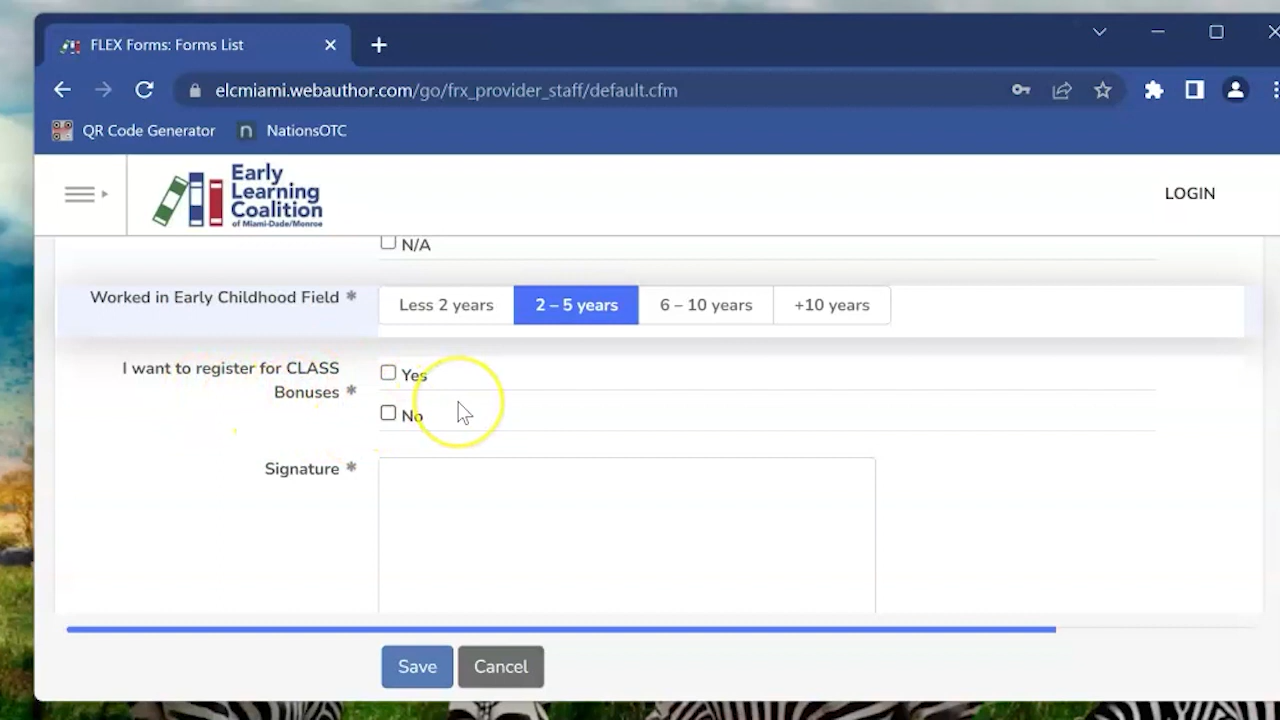 FLEX Forms: Forms List
elcmiami.webauthor.com/go/frx_provider_staff/default.cfm
QR Code Generator
n NationsOTC
Early
Learning
Coalition
of Miami-Dade/Monroe
LOGIN
N/A
Worked in Early Childhood Field *
Less 2 years
2 – 5 years
6 – 10 years
+10 years
I want to register for CLASS
Bonuses *
Yes
No
Signature *
Save
Cancel